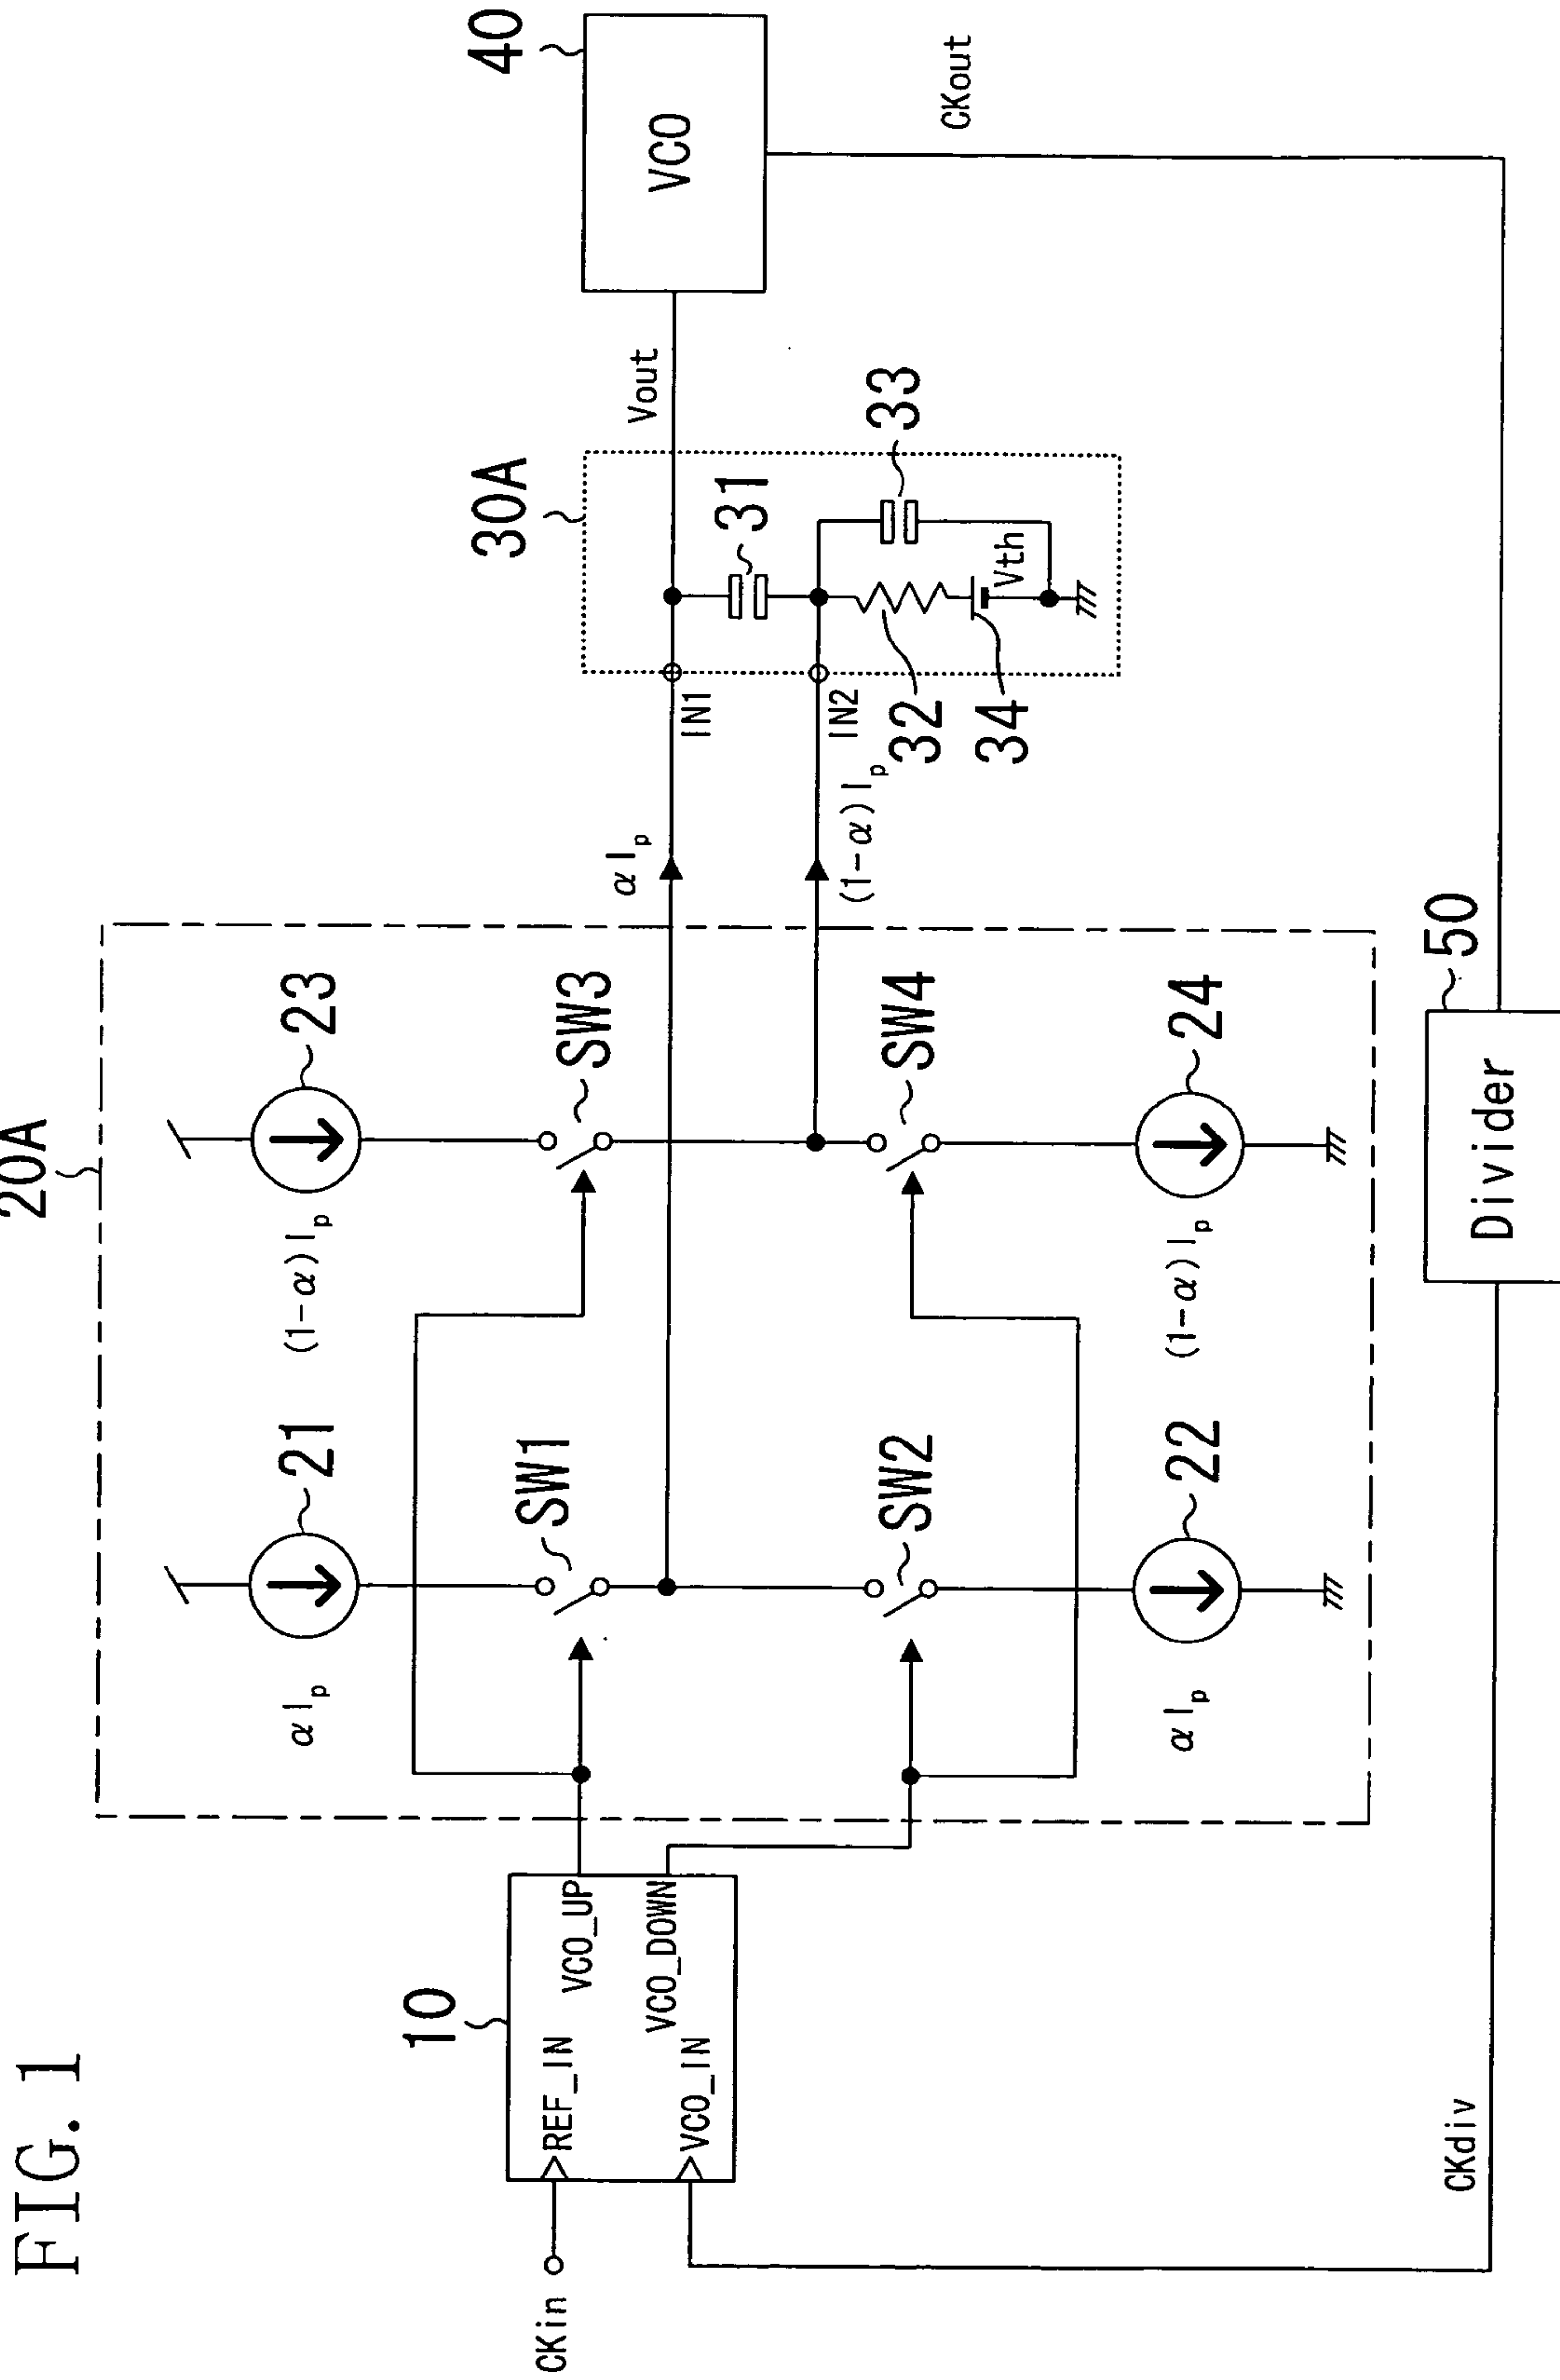 FIG. 1
20A
21
23
αIp
(1-α)Ip
SW1
SW3
10
REF_IN
VCO_UP
VCO_DOWN
VCO_IN
CKin
αIp
IN1
IN2
(1-α)Ip
30A
31
33
32
34
Vth
Vout
40
VCO
CKout
SW2
SW4
22
24
αIp
(1-α)Ip
50
Divider
CKdiv